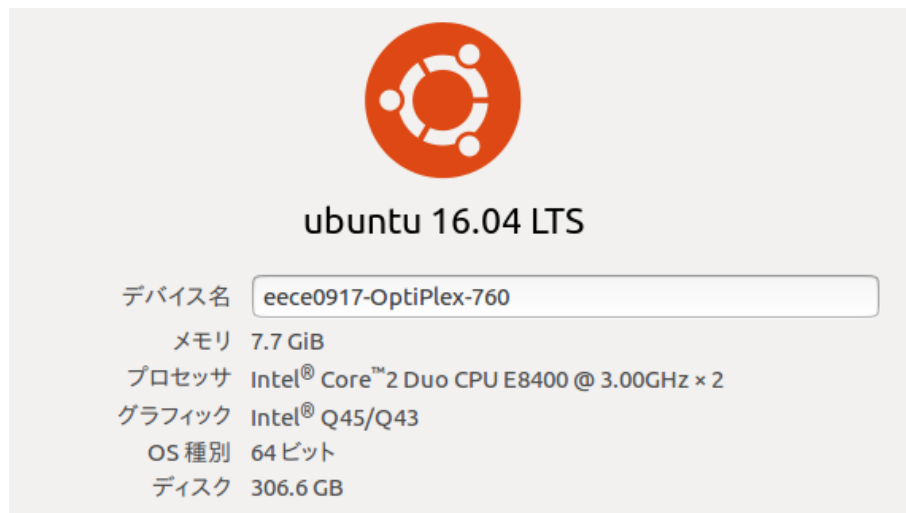 ubuntu 16.04 LTS
デバイス名 eece0917-OptiPlex-760
メモリ 7.7 GiB
プロセッサ Intel® Core™2 Duo CPU E8400 @ 3.00GHz × 2
グラフィック Intel® Q45/Q43
OS 種別 64 ビット
ディスク 306.6 GB